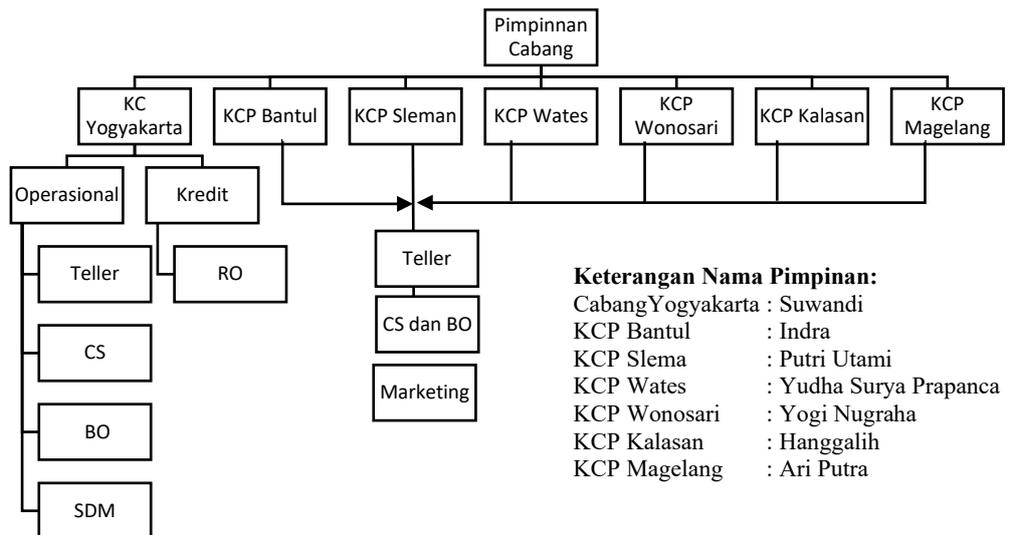 Pimpinnan
Cabang
KC
Yogyakarta
KCP Bantul
KCP Sleman
KCP Wates
KCP
Wonosari
KCP Kalasan
KCP
Magelang
Operasional
Kredit
Teller
RO
CS
BO
SDM
Teller
CS dan BO
Marketing
Keterangan Nama Pimpinan:
CabangYogyakarta : Suwandi
KCP Bantul : Indra
KCP Slema : Putri Utami
KCP Wates : Yudha Surya Prapanca
KCP Wonosari : Yogi Nugraha
KCP Kalasan : Hanggalih
KCP Magelang : Ari Putra